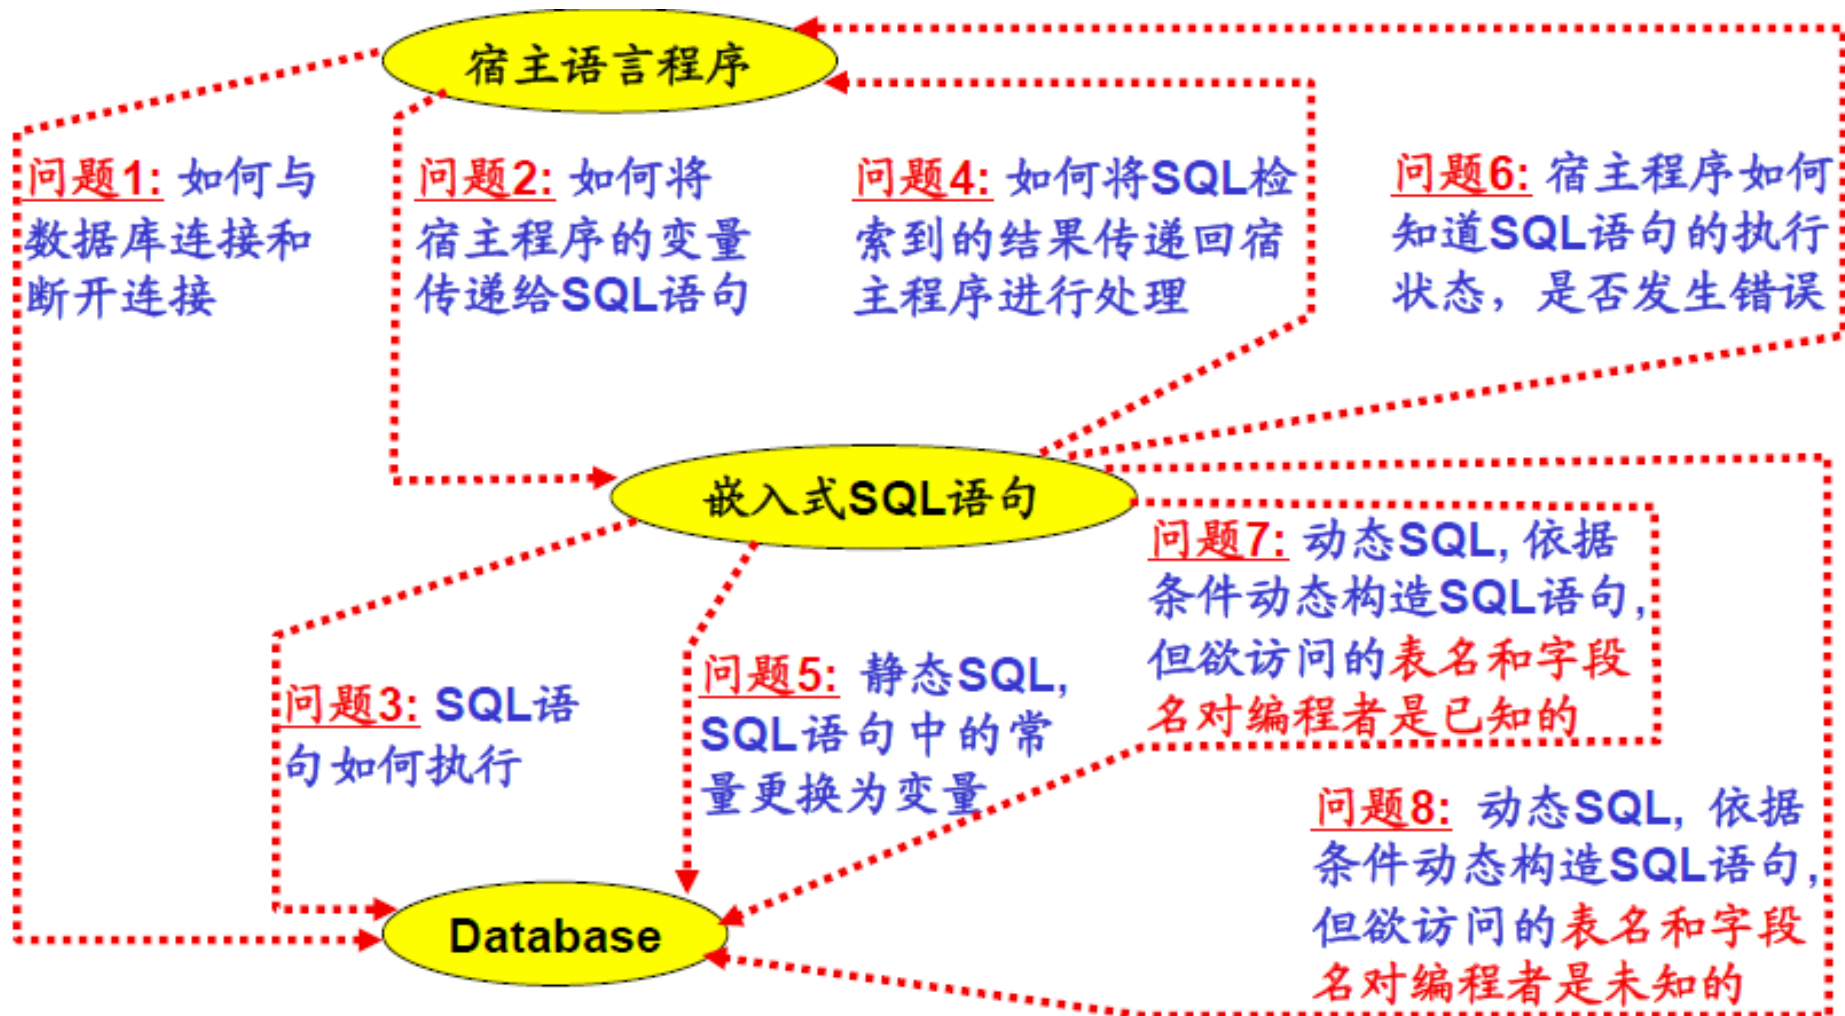 宿主语言程序
问题1: 如何与
数据库连接和
断开连接
问题2: 如何将
宿主程序的变量
传递给SQL语句
问题4: 如何将SQL检
索到的结果传递回宿
主程序进行处理
问题6: 宿主程序如何
知道SQL语句的执行
状态，是否发生错误
嵌入式SQL语句
问题3: SQL语
句如何执行
问题5: 静态SQL,
SQL语句中的常
量更换为变量
问题7: 动态SQL, 依据
条件动态构造SQL语句,
但欲访问的表名和字段
名对编程者是已知的
问题8: 动态SQL, 依据
条件动态构造SQL语句,
但欲访问的表名和字段
名对编程者是未知的
Database